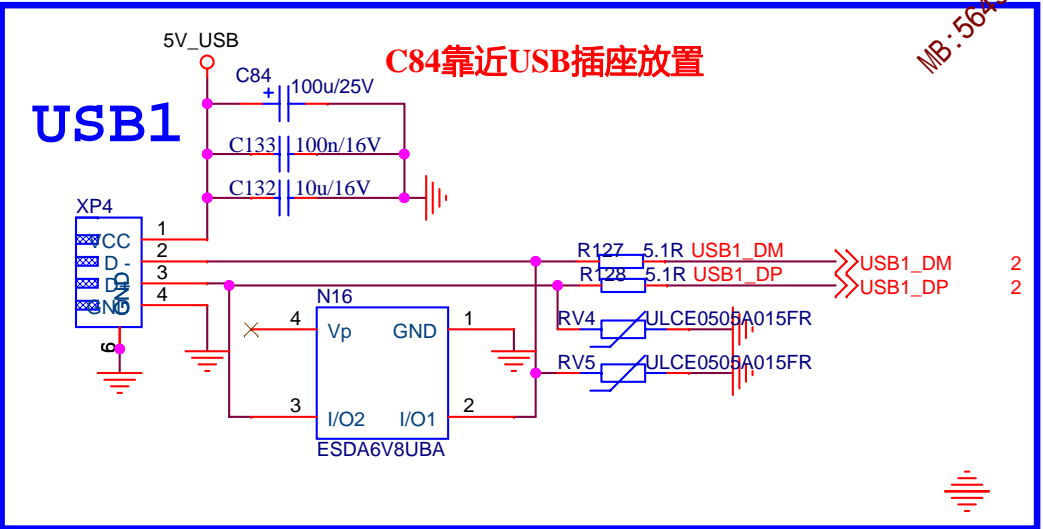 5V_USB
MB:564
C84靠近USB插座放置
C84
+
100u/25V
USB1
C133
100n/16V
C132
10u/16V
XP4
VCC
1
D -
2
D+
3
GND
4
GND
6
R127
5.1R
USB1_DM
USB1_DM
2
R128
5.1R
USB1_DP
USB1_DP
2
N16
4
Vp
GND
1
RV4
ULCE0505A015FR
RV5
ULCE0505A015FR
3
I/O2
I/O1
2
ESDA6V8UBA